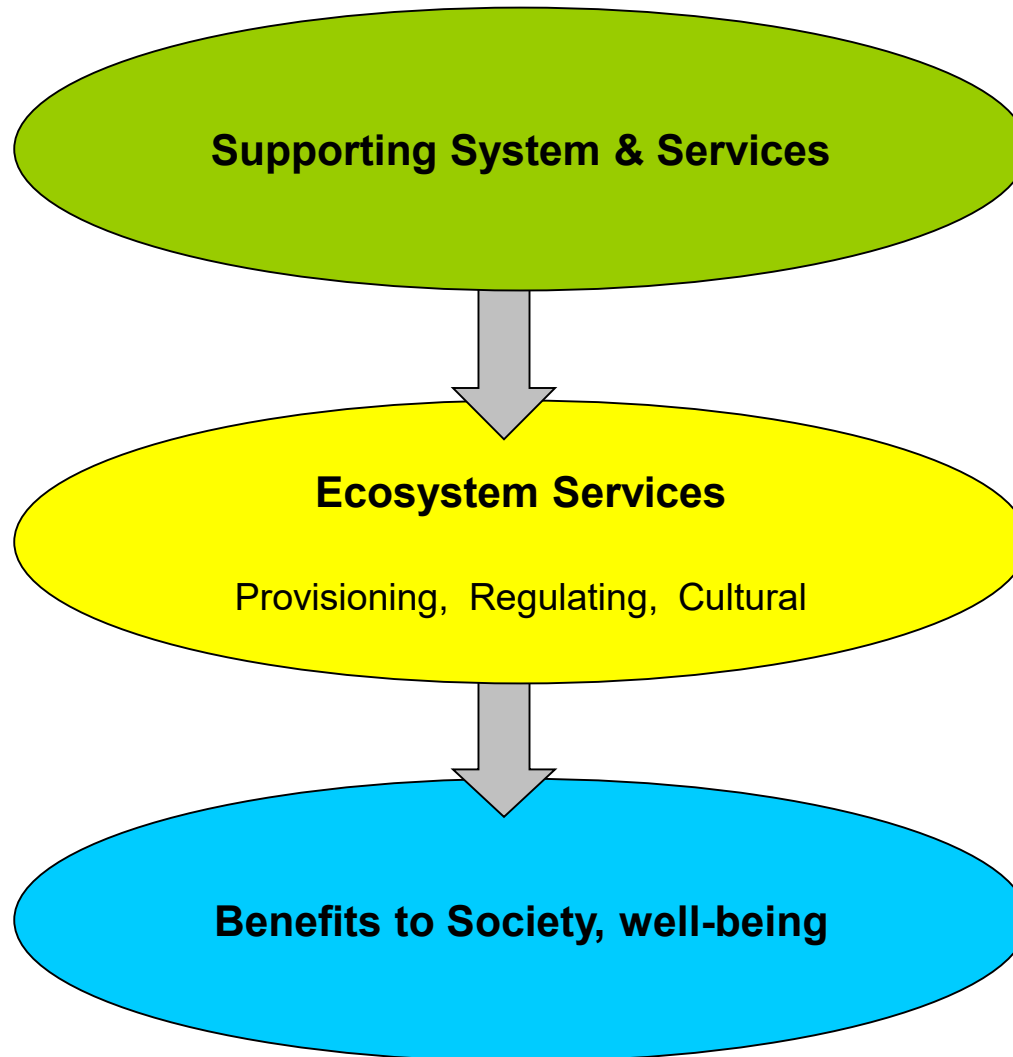 Supporting System & Services
Ecosystem Services
Provisioning, Regulating, Cultural
Benefits to Society, well-being